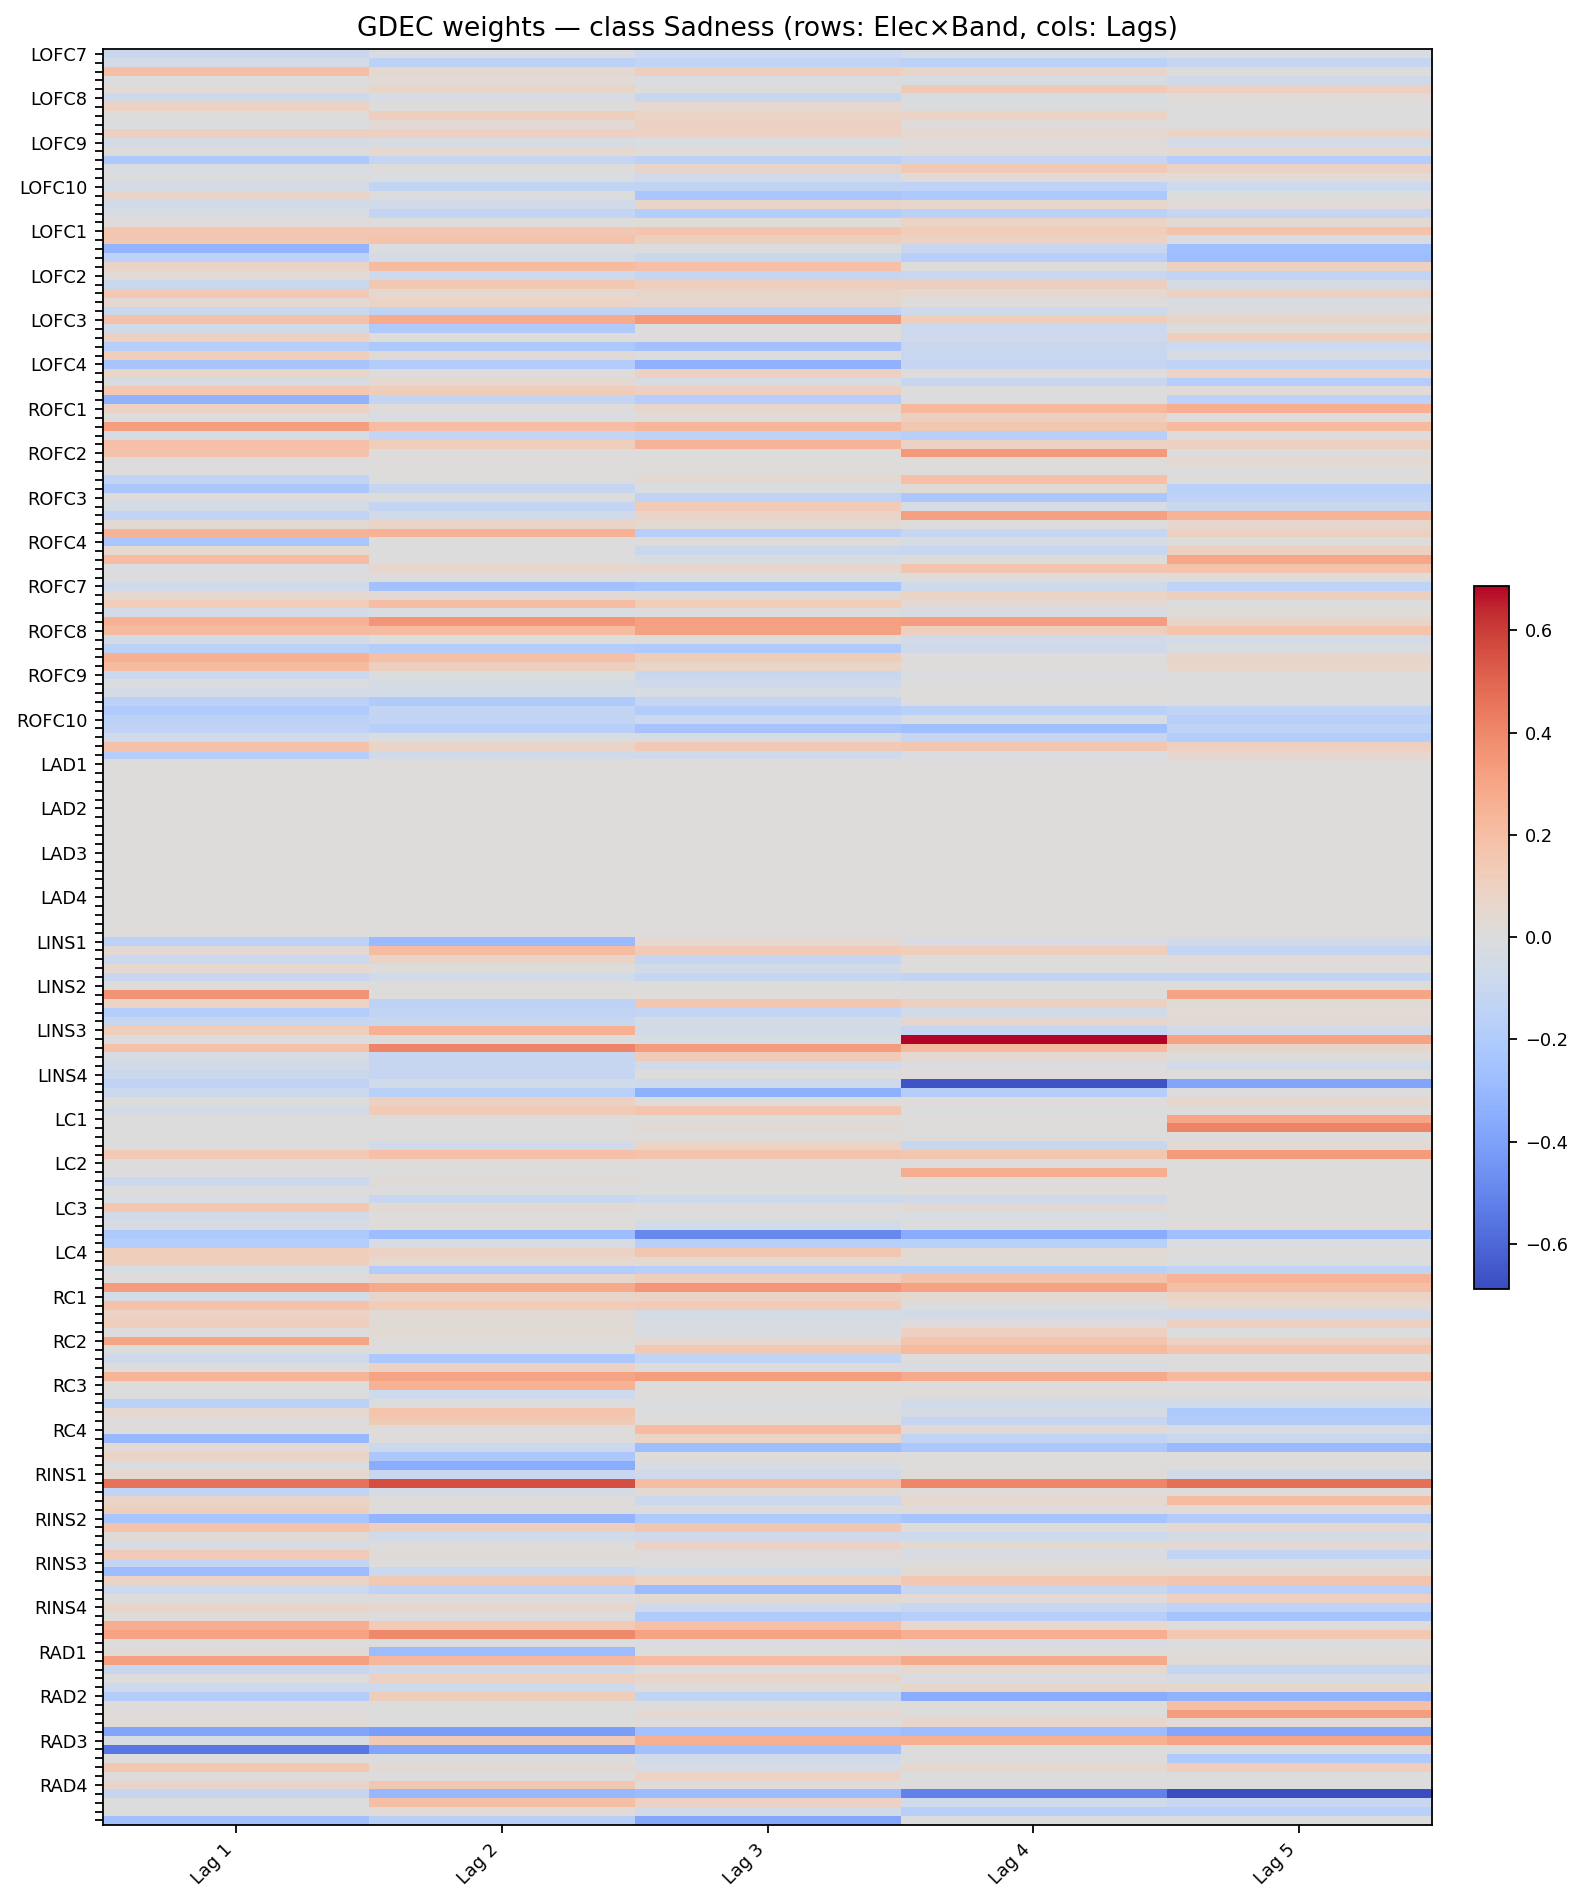 GDEC weights — class Sadness (rows: Elec×Band, cols: Lags)
LOFC7
LOFC8
LOFC9
LOFC10
LOFC1
LOFC2
LOFC3
LOFC4
ROFC1
ROFC2
ROFC3
ROFC4
ROFC7
ROFC8
ROFC9
ROFC10
LAD1
LAD2
LAD3
LAD4
LINS1
LINS2
LINS3
LINS4
LC1
LC2
LC3
LC4
RC1
RC2
RC3
RC4
RINS1
RINS2
RINS3
RINS4
RAD1
RAD2
RAD3
RAD4
Lag 1
Lag 2
Lag 3
Lag 4
Lag 5
0.6
0.4
0.2
0.0
−0.2
−0.4
−0.6